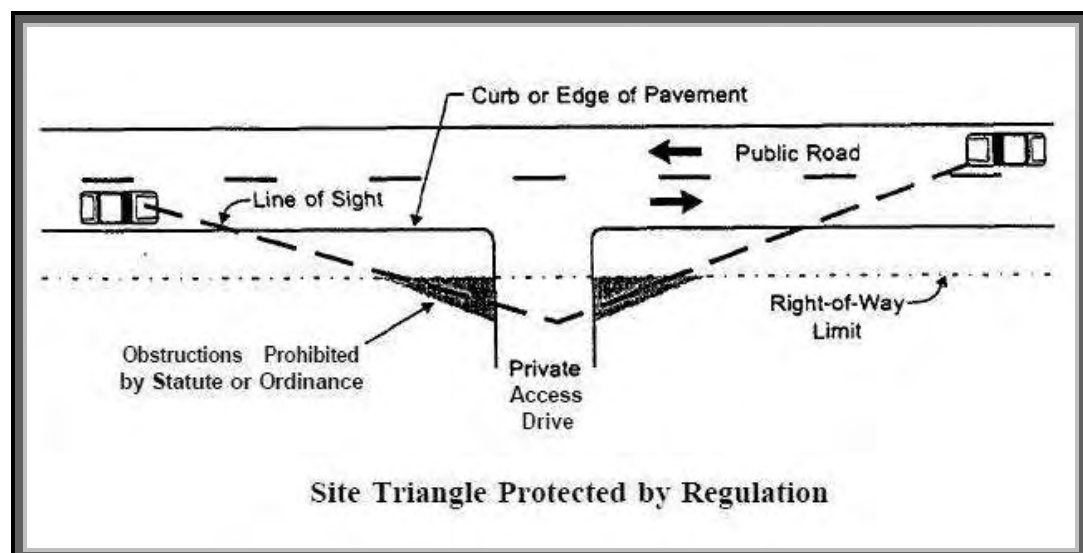 Curb or Edge of Pavement
Public Road
Line of Sight
Right-of-Way
Limit
Obstructions Prohibited
by Statute or Ordinance
Private
Access
Drive
Site Triangle Protected by Regulation